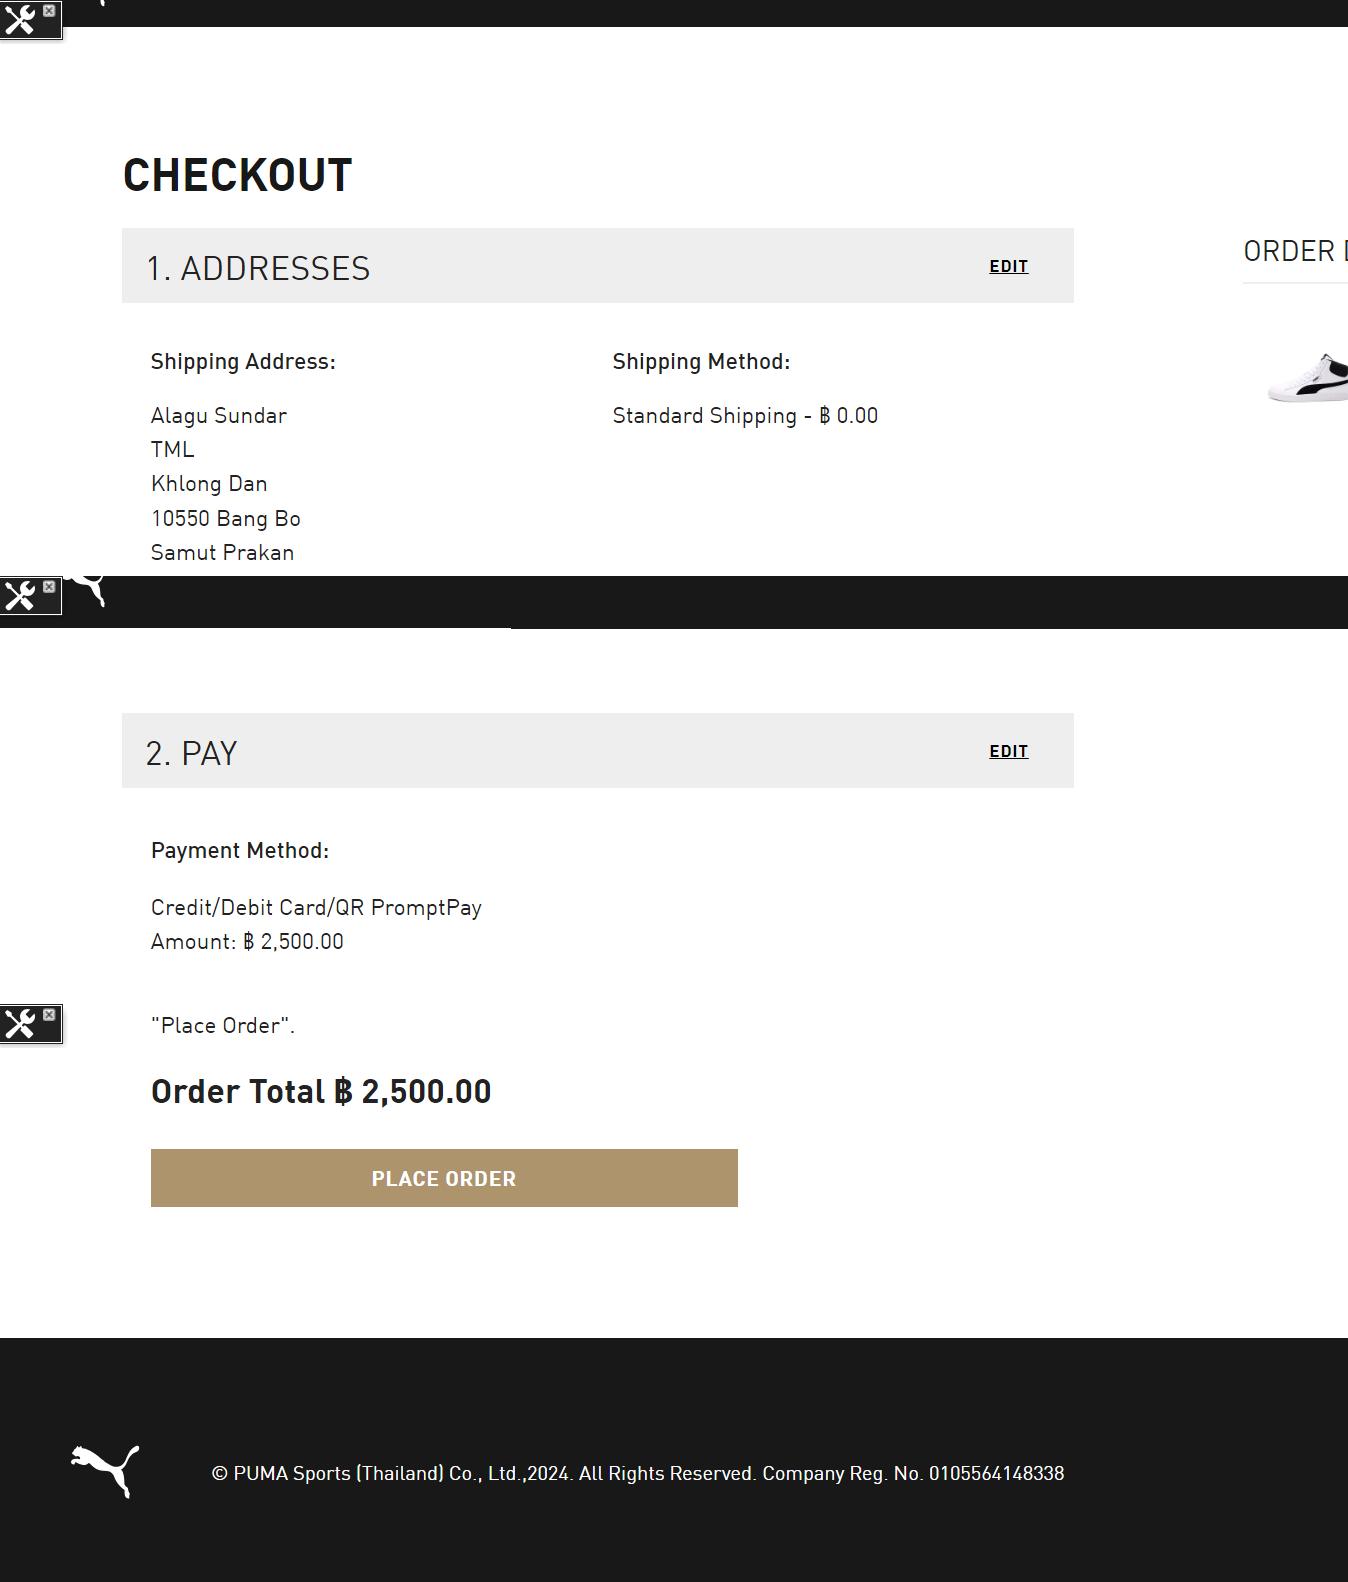 CHECKOUT
1. ADDRESSES
EDIT
ORDER
Shipping Address:
Shipping Method:
Alagu Sundar
Standard Shipping - ฿ 0.00
TML
Khlong Dan
10550 Bang Bo
Samut Prakan
2. PAY
EDIT
Payment Method:
Credit/Debit Card/QR PromptPay
Amount: ฿ 2,500.00
"Place Order".
Order Total ฿ 2,500.00
PLACE ORDER
© PUMA Sports (Thailand) Co., Ltd.,2024. All Rights Reserved. Company Reg. No. 0105564148338